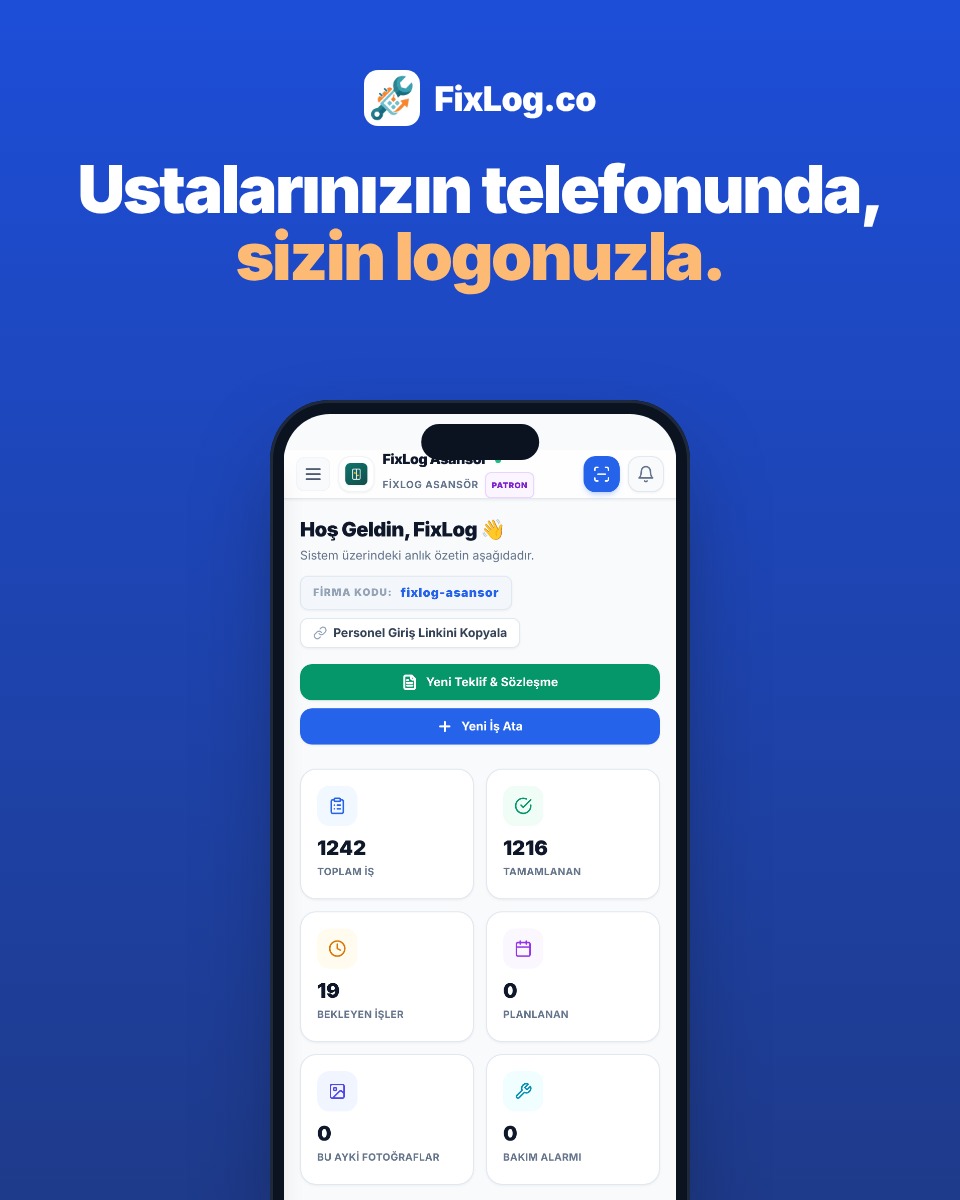 FixLog.co
Ustalarınızın telefonunda,
sizin logonuzla.
FixLog Asansör
FİXLOG ASANSÖR PATRON
Hoş Geldin, FixLog 👋
Sistem üzerindeki anlık özetin aşağıdadır.
FİRMA KODU: fixlog-asansor
Personel Giriş Linkini Kopyala
Yeni Teklif & Sözleşme
Yeni İş Ata
1242
TOPLAM İŞ
1216
TAMAMLANAN
19
BEKLEYEN İŞLER
0
PLANLANAN
0
BU AYKİ FOTOĞRAFLAR
0
BAKIM ALARMI